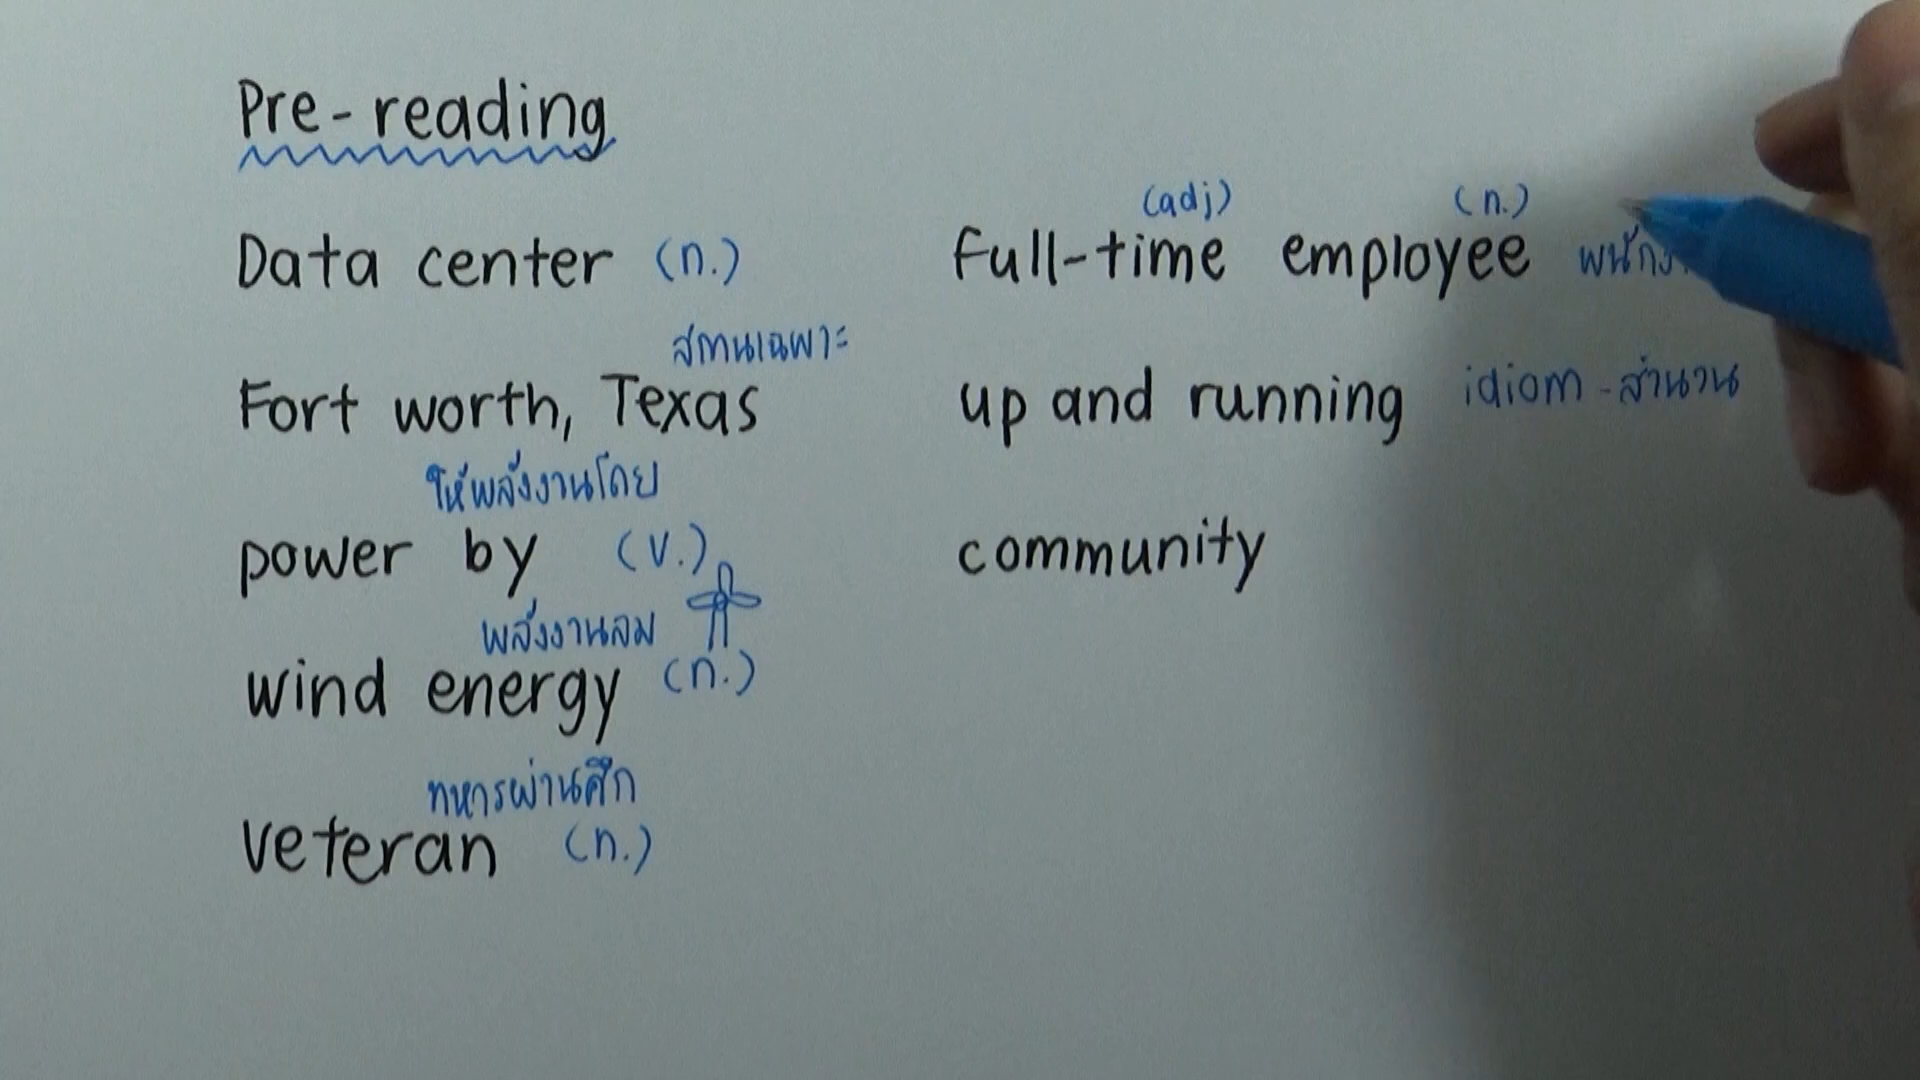 Pre-reading
Data center (n.)
สถานเฉพาะ
Fort worth, Texas
ให้พลังงานโดย
power by (v.)
พลังงานลม
wind energy (n.)
ทหารผ่านศึก
veteran (n.)
(adj) (n.)
Full-time employee
up and running idiom - สำนวน
community